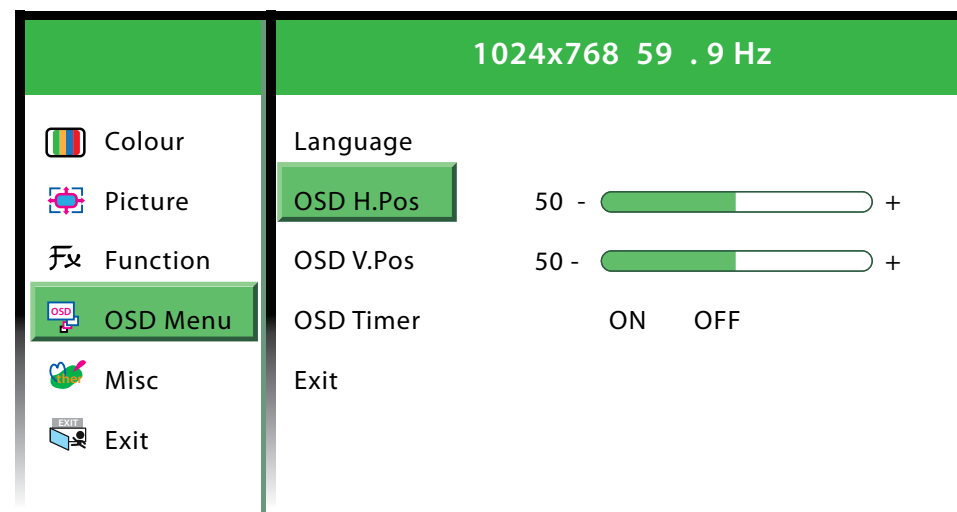 1024x768 59 . 9 Hz
Colour
Picture
Fx Function
OSD OSD Menu
ther Misc
EXIT Exit
Language
OSD H.Pos 50 - +
OSD V.Pos 50 - +
OSD Timer ON OFF
Exit